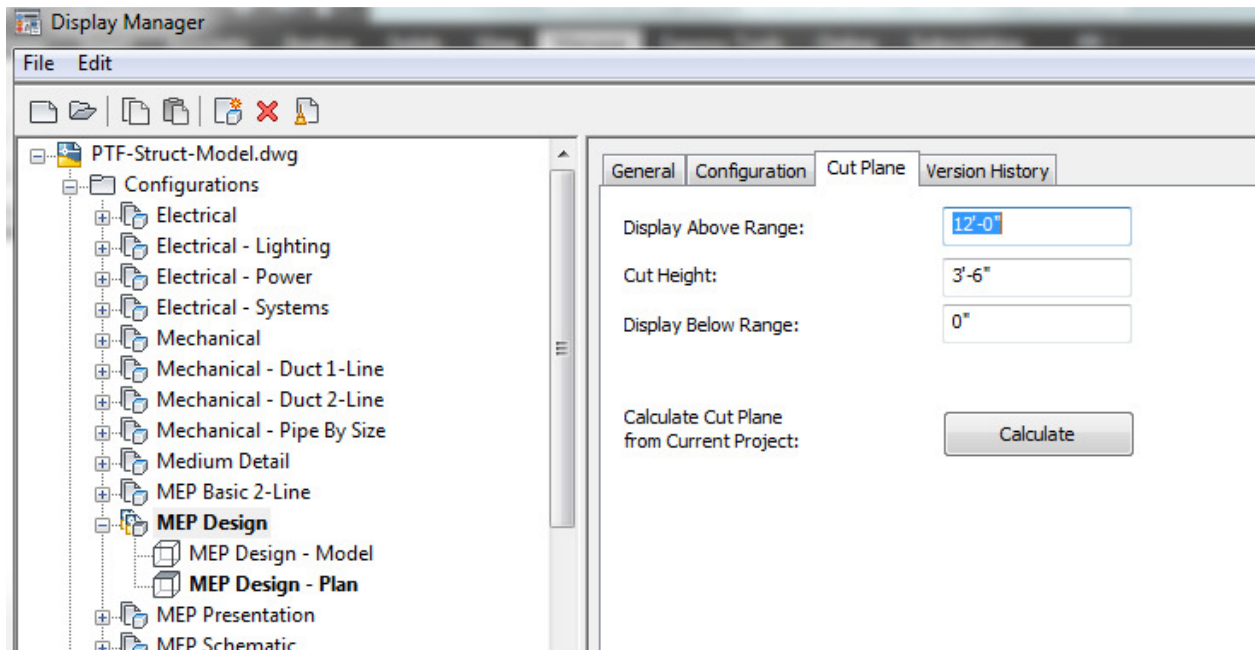 Display Manager
File Edit
PTF-Struct-Model.dwg
Configurations
Electrical
Electrical - Lighting
Electrical - Power
Electrical - Systems
Mechanical
Mechanical - Duct 1-Line
Mechanical - Duct 2-Line
Mechanical - Pipe By Size
Medium Detail
MEP Basic 2-Line
MEP Design
MEP Design - Model
MEP Design - Plan
MEP Presentation
MEP Schematic
General Configuration Cut Plane Version History
Display Above Range: 12'-0"
Cut Height: 3'-6"
Display Below Range: 0"
Calculate Cut Plane
from Current Project: Calculate